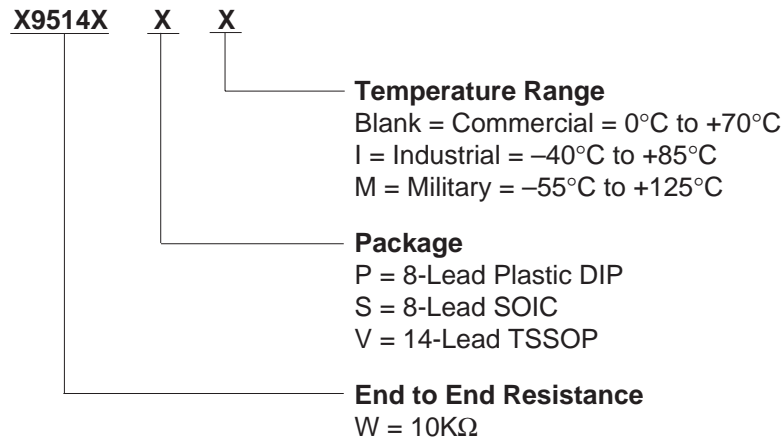 X9514X X X
Temperature Range
Blank = Commercial = 0°C to +70°C
I = Industrial = –40°C to +85°C
M = Military = –55°C to +125°C
Package
P = 8-Lead Plastic DIP
S = 8-Lead SOIC
V = 14-Lead TSSOP
End to End Resistance
W = 10KΩ